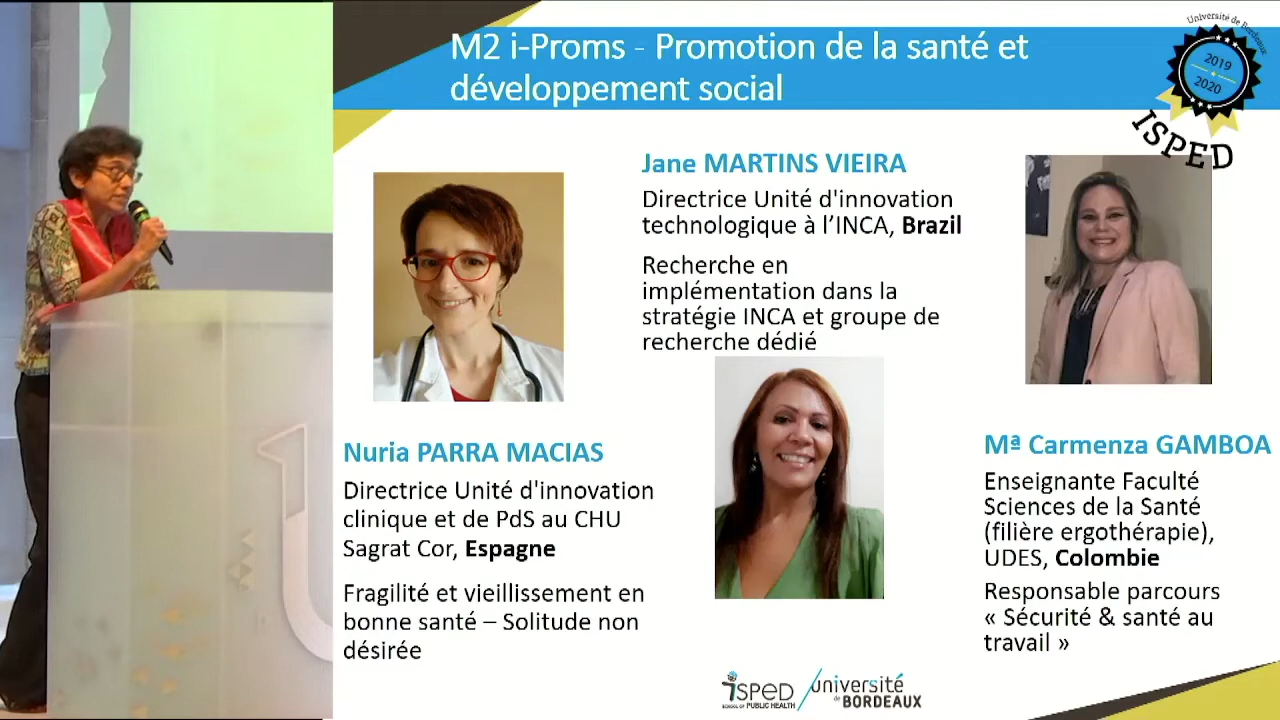 M2 i-Proms - Promotion de la santé et
développement social
Université de Bordeaux
2019
2020
ISPED
Jane MARTINS VIEIRA
Directrice Unité d'innovation
technologique à l’INCA, Brazil
Recherche en
implémentation dans la
stratégie INCA et groupe de
recherche dédié
Nuria PARRA MACIAS
Directrice Unité d'innovation
clinique et de PdS au CHU
Sagrat Cor, Espagne
Fragilité et vieillissement en
bonne santé – Solitude non
désirée
Mª Carmenza GAMBOA
Enseignante Faculté
Sciences de la Santé
(filière ergothérapie),
UDES, Colombie
Responsable parcours
« Sécurité & santé au
travail »
ISPED
SCHOOL OF PUBLIC HEALTH
université
de BORDEAUX